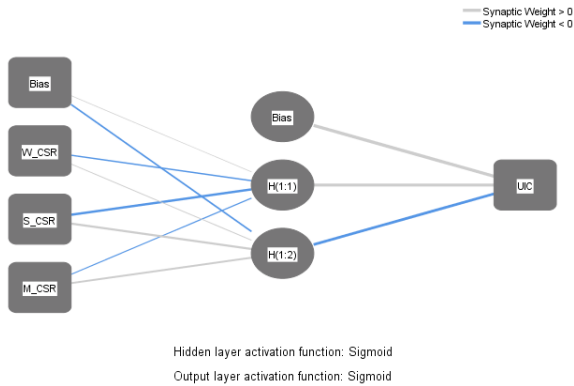 Synaptic Weight > 0
Synaptic Weight < 0
Bias
Bias
W_CSR
H(1:1)
UIC
S_CSR
H(1:2)
M_CSR
Hidden layer activation function: Sigmoid
Output layer activation function: Sigmoid